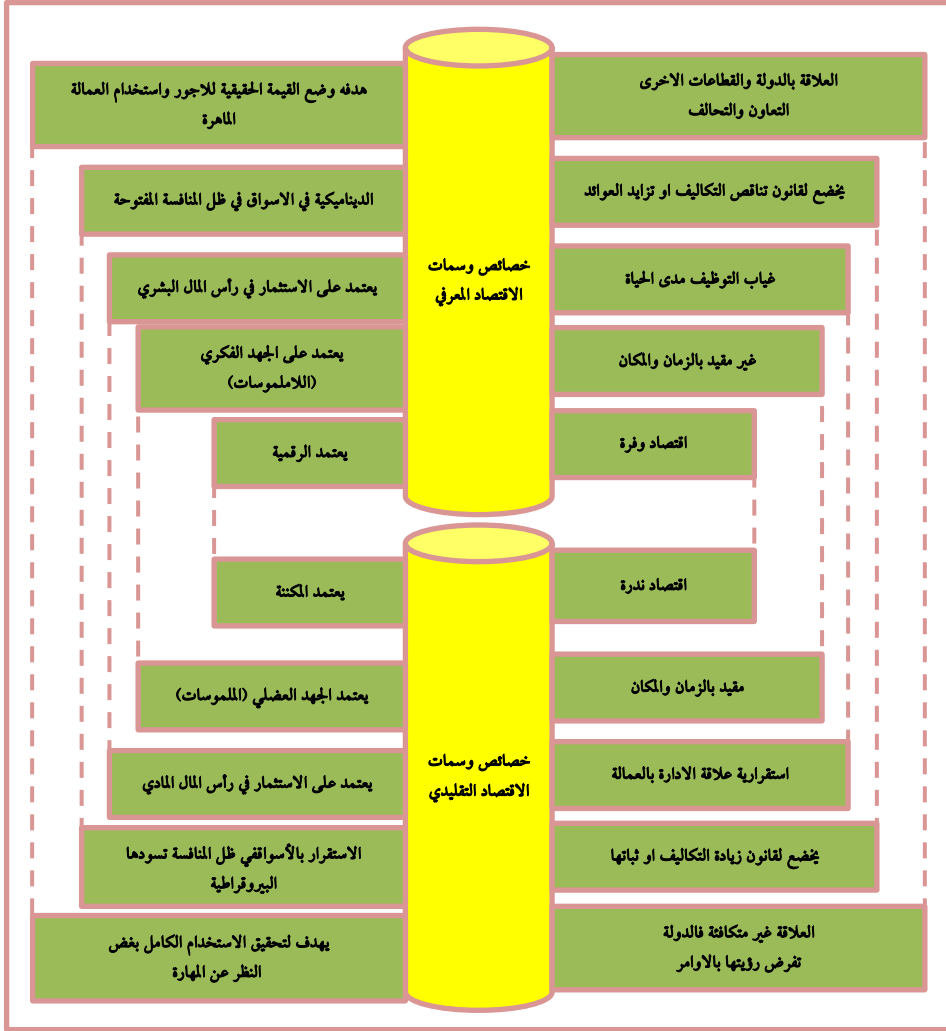 العلاقة بالدولة والقطاعات الاخرى
التعاون والتحالف
هدفه وضع القيمة الحقيقية للاجور واستخدام العمالة
الماهرة
يخضع لقانون تناقص التكاليف او تزايد العوائد
الديناميكية في الاسواق في ظل المنافسة المفتوحة
خصائص وسمات
الاقتصاد المعرفي
غياب التوظيف مدى الحياة
يعتمد على الاستثمار في رأس المال البشري
غير مقيد بالزمان والمكان
يعتمد على الجهد الفكري
(اللاملموسات)
اقتصاد وفرة
يعتمد الرقمية
اقتصاد ندرة
يعتمد المكننة
مقيد بالزمان والمكان
يعتمد الجهد العضلي (الملموسات)
خصائص وسمات
الاقتصاد التقليدي
استقرارية علاقة الادارة بالعمالة
يعتمد على الاستثمار في رأس المال المادي
يخضع لقانون زيادة التكاليف او ثباتها
الاستقرار بالأسواقفي ظل المنافسة تسودها
البيروقراطية
العلاقة غير متكافئة فالدولة
تفرض رؤيتها بالاوامر
يهدف لتحقيق الاستخدام الكامل بغض
النظر عن المهارة